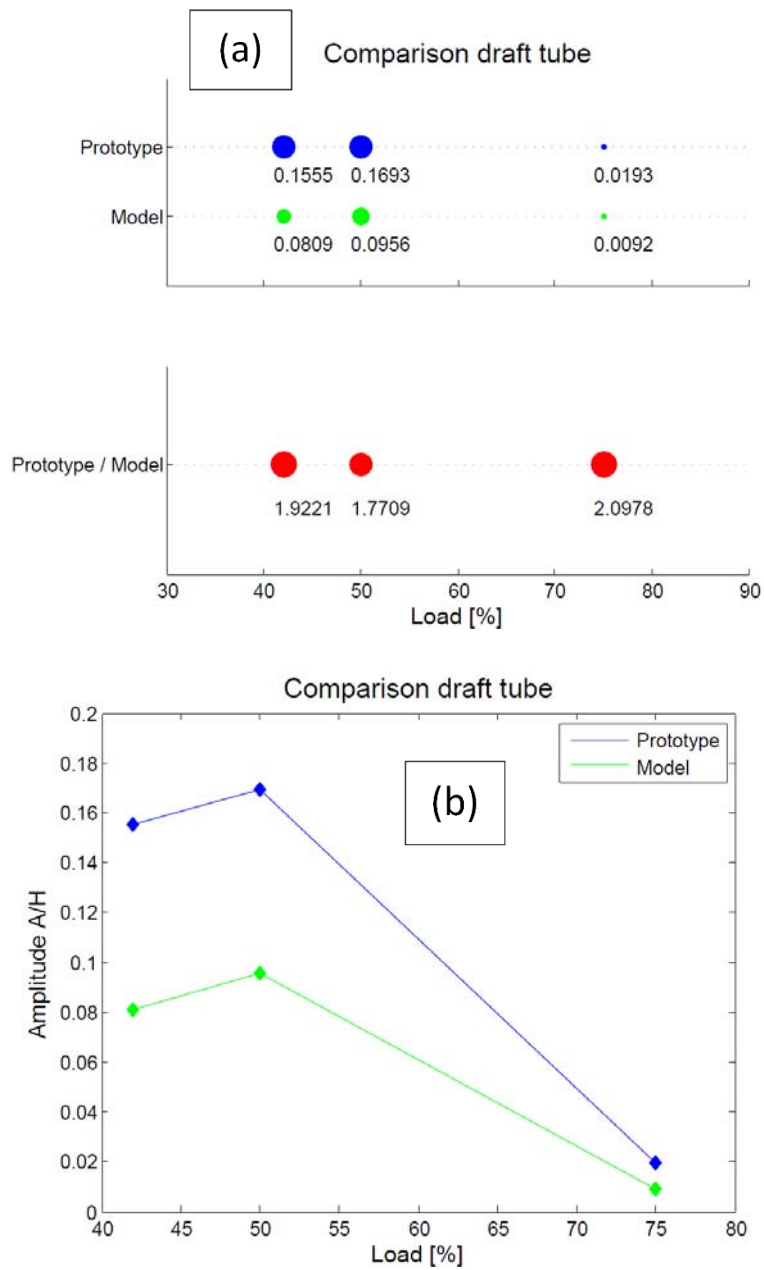 (a)
Comparison draft tube
Prototype
0.1555 0.1693 0.0193
Model
0.0809 0.0956 0.0092
Prototype / Model
1.9221 1.7709 2.0978
30 40 50 60 70 80 90
Load [%]
Comparison draft tube
0.2
Prototype
Model
0.18
(b)
0.16
0.14
0.12
0.1
0.08
0.06
0.04
0.02
0
Amplitude A/H
40 45 50 55 60 65 70 75 80
Load [%]